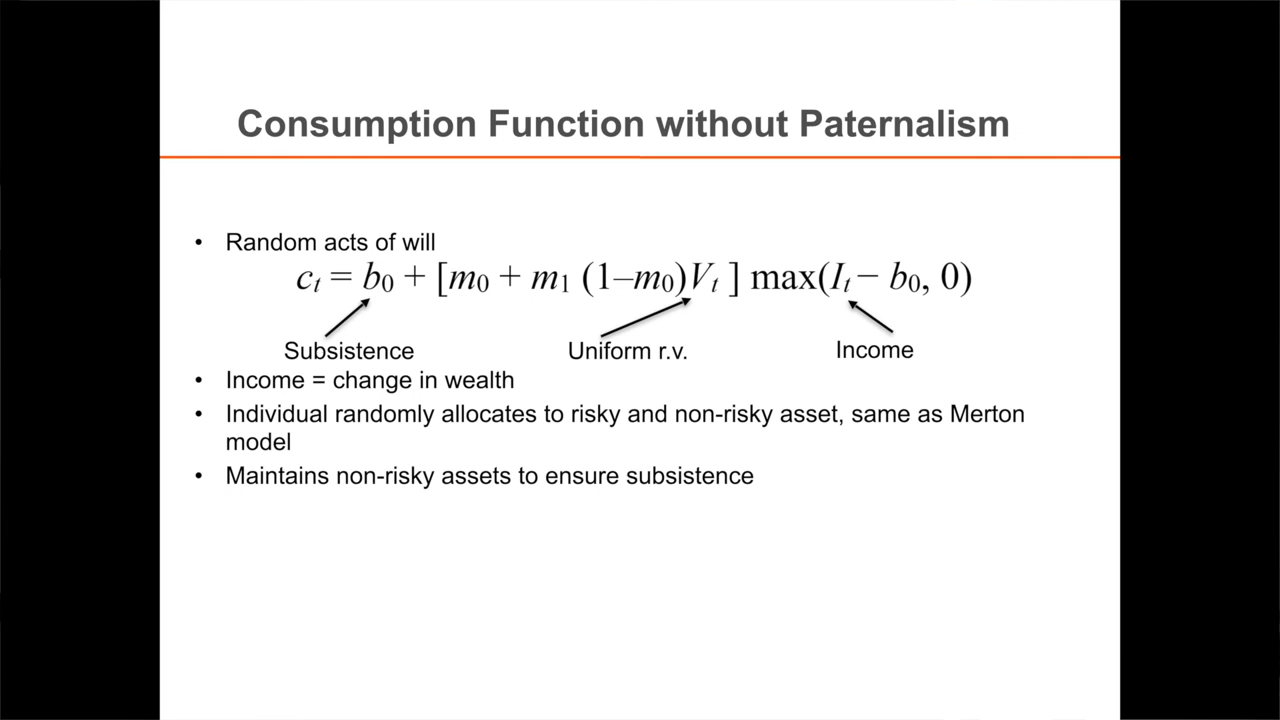 Consumption Function without Paternalism
• Random acts of will
cₜ = b₀ + [m₀ + m₁ (1–m₀)Vₜ ] max(Iₜ – b₀, 0)
Subsistence Uniform r.v. Income
• Income = change in wealth
• Individual randomly allocates to risky and non-risky asset, same as Merton
model
• Maintains non-risky assets to ensure subsistence